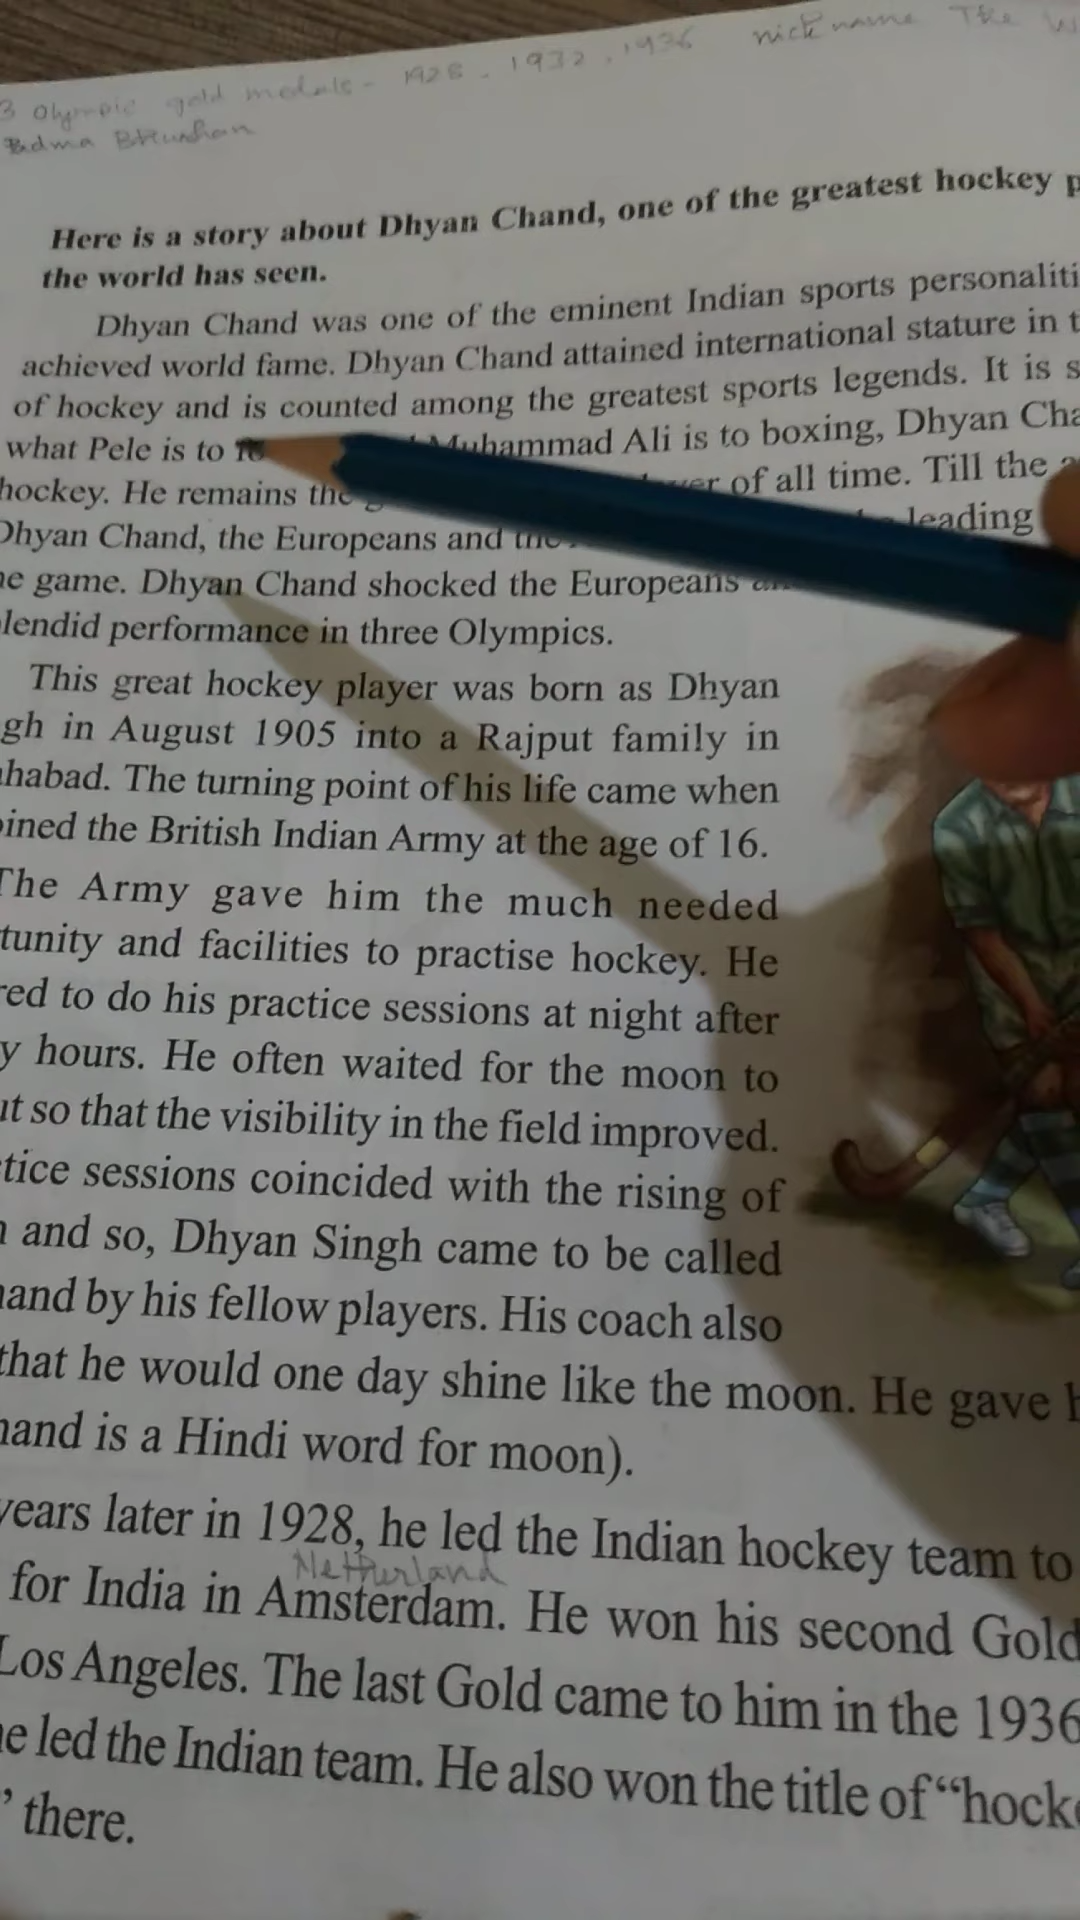 3 Olympic gold medals - 1928, 1932, 1936 nickname The
Padma Bhushan
Here is a story about Dhyan Chand, one of the greatest hockey
the world has seen.
Dhyan Chand was one of the eminent Indian sports personaliti
achieved world fame. Dhyan Chand attained international stature in t
of hockey and is counted among the greatest sports legends. It is s
what Pele is to Muhammad Ali is to boxing, Dhyan Cha
hockey. He remains the of all time. Till the
Dhyan Chand, the Europeans and leading
he game. Dhyan Chand shocked the Europeans
lendid performance in three Olympics.
This great hockey player was born as Dhyan
gh in August 1905 into a Rajput family in
ahabad. The turning point of his life came when
oined the British Indian Army at the age of 16.
The Army gave him the much needed
tunity and facilities to practise hockey. He
red to do his practice sessions at night after
y hours. He often waited for the moon to
ut so that the visibility in the field improved.
tice sessions coincided with the rising of
n and so, Dhyan Singh came to be called
hand by his fellow players. His coach also
that he would one day shine like the moon. He gave h
hand is a Hindi word for moon).
years later in 1928, he led the Indian hockey team to
Netherland
for India in Amsterdam. He won his second Gold
Los Angeles. The last Gold came to him in the 1936
he led the Indian team. He also won the title of “hocke
” there.